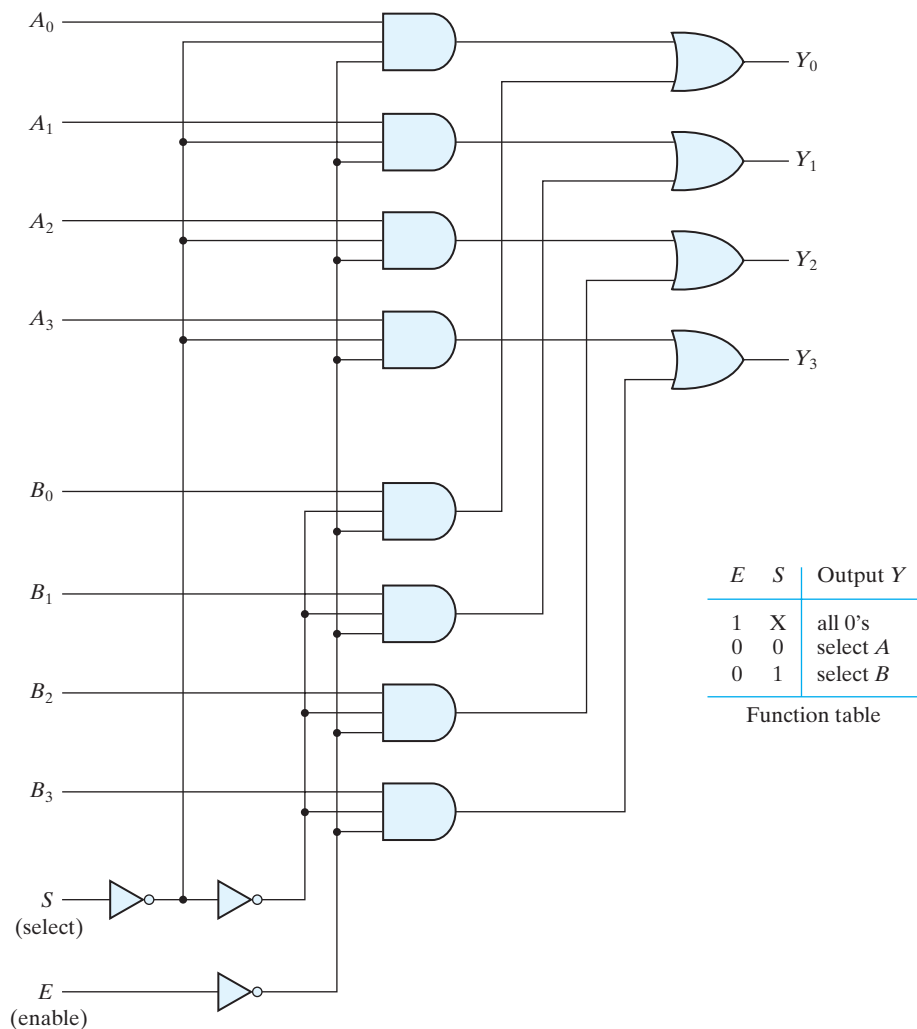 A0
Y0
A1
Y1
A2
Y2
A3
Y3
B0
B1
E S Output Y
1 X all 0's
0 0 select A
0 1 select B
Function table
B2
B3
S
(select)
E
(enable)